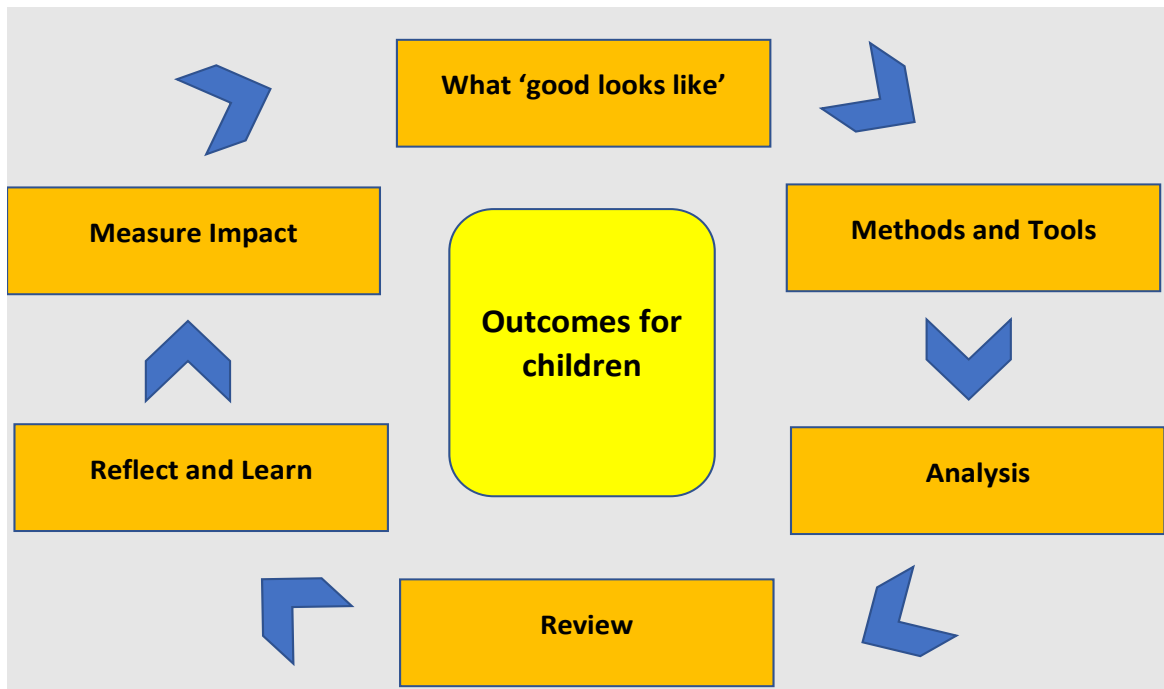 What ‘good looks like’
Measure Impact
Methods and Tools
Outcomes for
children
Reflect and Learn
Analysis
Review